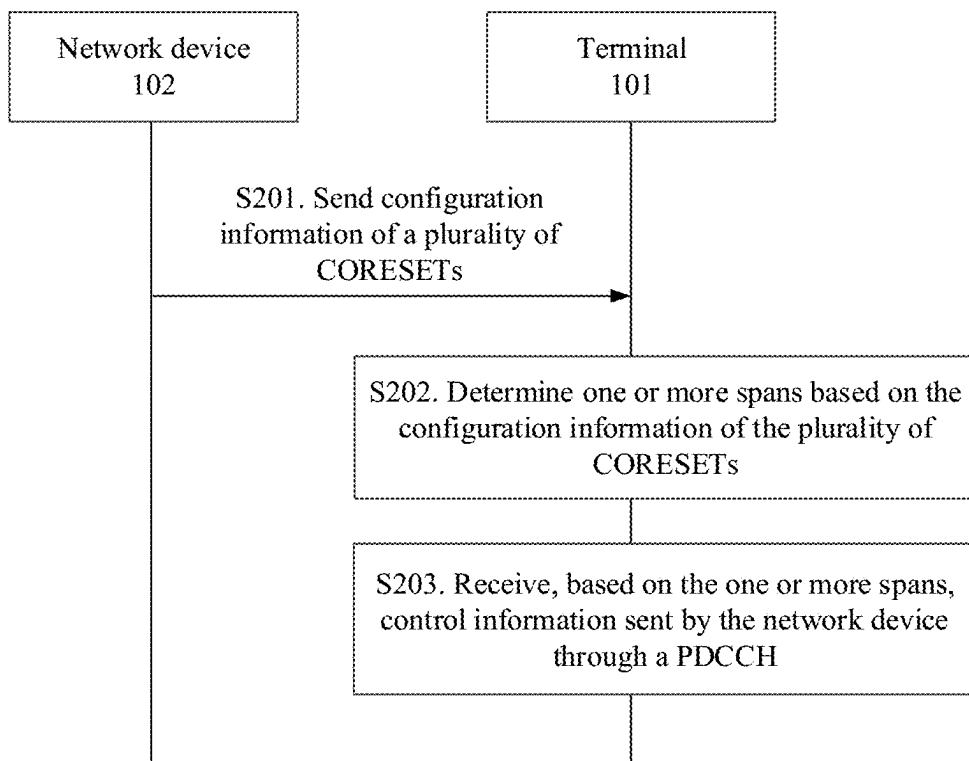 Network device
102
Terminal
101
S201. Send configuration
information of a plurality of
CORESETs
S202. Determine one or more spans based on the
configuration information of the plurality of
CORESETs
S203. Receive, based on the one or more spans,
control information sent by the network device
through a PDCCH